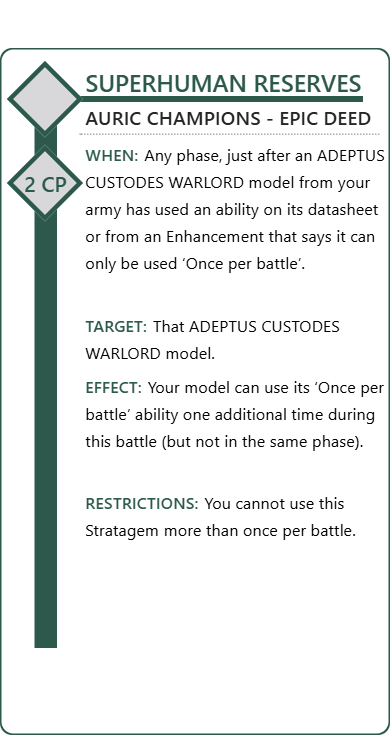 SUPERHUMAN RESERVES
AURIC CHAMPIONS - EPIC DEED
WHEN: Any phase, just after an ADEPTUS
2 CP
CUSTODES WARLORD model from your
army has used an ability on its datasheet
or from an Enhancement that says it can
only be used ‘Once per battle’.
TARGET: That ADEPTUS CUSTODES
WARLORD model.
EFFECT: Your model can use its ‘Once per
battle’ ability one additional time during
this battle (but not in the same phase).
RESTRICTIONS: You cannot use this
Stratagem more than once per battle.